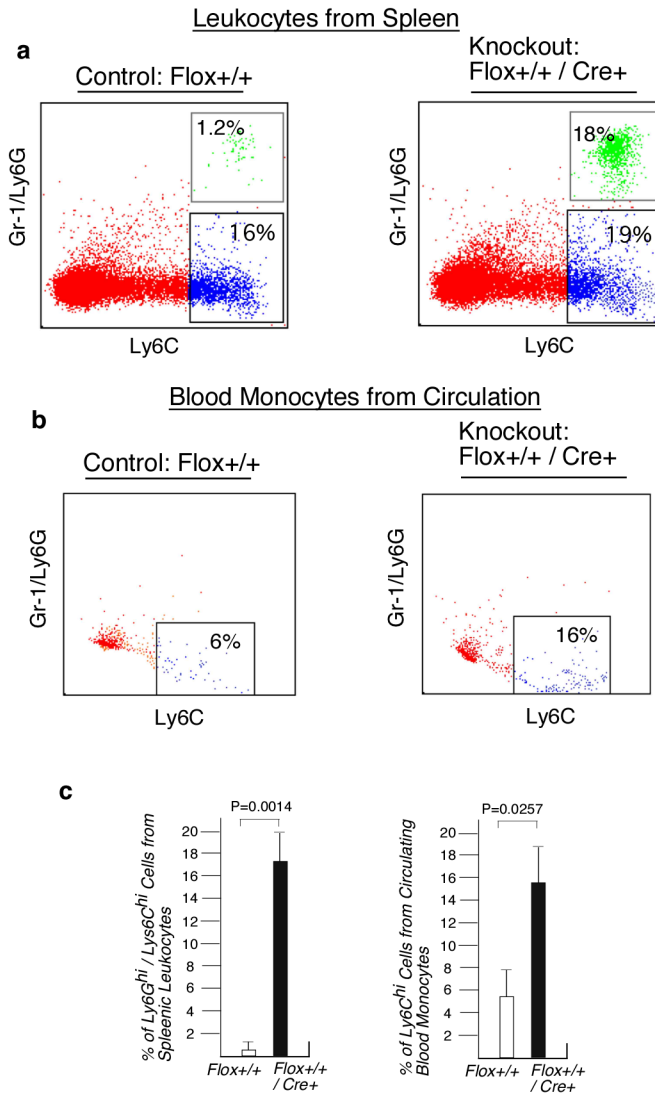 Leukocytes from Spleen
a
Control: Flox+/+
Knockout:
Flox+/+ / Cre+
Gr-1/Ly6G
1.2%
16%
Ly6C
Gr-1/Ly6G
18%
19%
Ly6C
Blood Monocytes from Circulation
b
Control: Flox+/+
Knockout:
Flox+/+ / Cre+
Gr-1/Ly6G
6%
Ly6C
Gr-1/Ly6G
16%
Ly6C
c
P=0.0014
% of Ly6Ghi / Lys6Chi Cells from
Spleenic Leukocytes
20
18
16
14
12
10
8
6
4
2
Flox+/+
Flox+/+
/ Cre+
P=0.0257
% of Ly6Chi Cells from Circulating
Blood Monocytes
20
18
16
14
12
10
8
6
4
2
Flox+/+
Flox+/+
/ Cre+